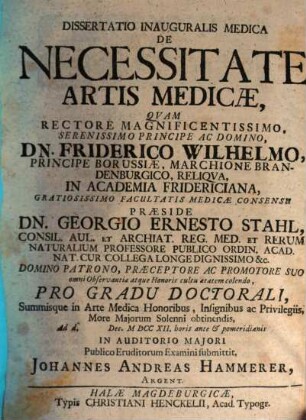 DISSERTATIO INAUGURALIS MEDICA
DE
NECESSITATE
ARTIS MEDICÆ,
QVAM
RECTORE MAGNIFICENTISSIMO,
SERENISSIMO PRINCIPE AC DOMINO,
DN. FRIDERICO WILHELMO,
PRINCIPE BORUSSIÆ, MARCHIONE BRAN-
DENBURGICO, RELIQVA,
IN ACADEMIA FRIDERICIANA,
GRATIOSISSIMO FACULTATIS MEDICÆ CONSENSU
PRÆSIDE
DN. GEORGIO ERNESTO STAHL,
CONSIL. AUL. ET ARCHIAT REG. MED. ET RERUM
NATURALIUM PROFESSORE PUBLICO ORDIN. ACAD.
NAT. CUR COLLEGA LONGE DIGNISSIMO &c.
DOMINO PATRONO, PRÆCEPTORE AC PROMOTORE SUO
omni Observantiæ atque Honoris cultu ætatem colendo,
PRO GRADU DOCTORALI,
Summisque in Arte Medica Honoribus, Insignibus ac Privilegiis,
More Majorum Solenni obtinendis,
Ad d. Dec. M DCC XII. horis ante & pomeridianis
IN AUDITORIO MAJORI
Publico Eruditorum Examini submittit,
JOHANNES ANDREAS HAMMERER,
ARGENT.
HALÆ MAGDEBURGICÆ,
Typis CHRISTIANI HENCKELII, Acad. Typogr.